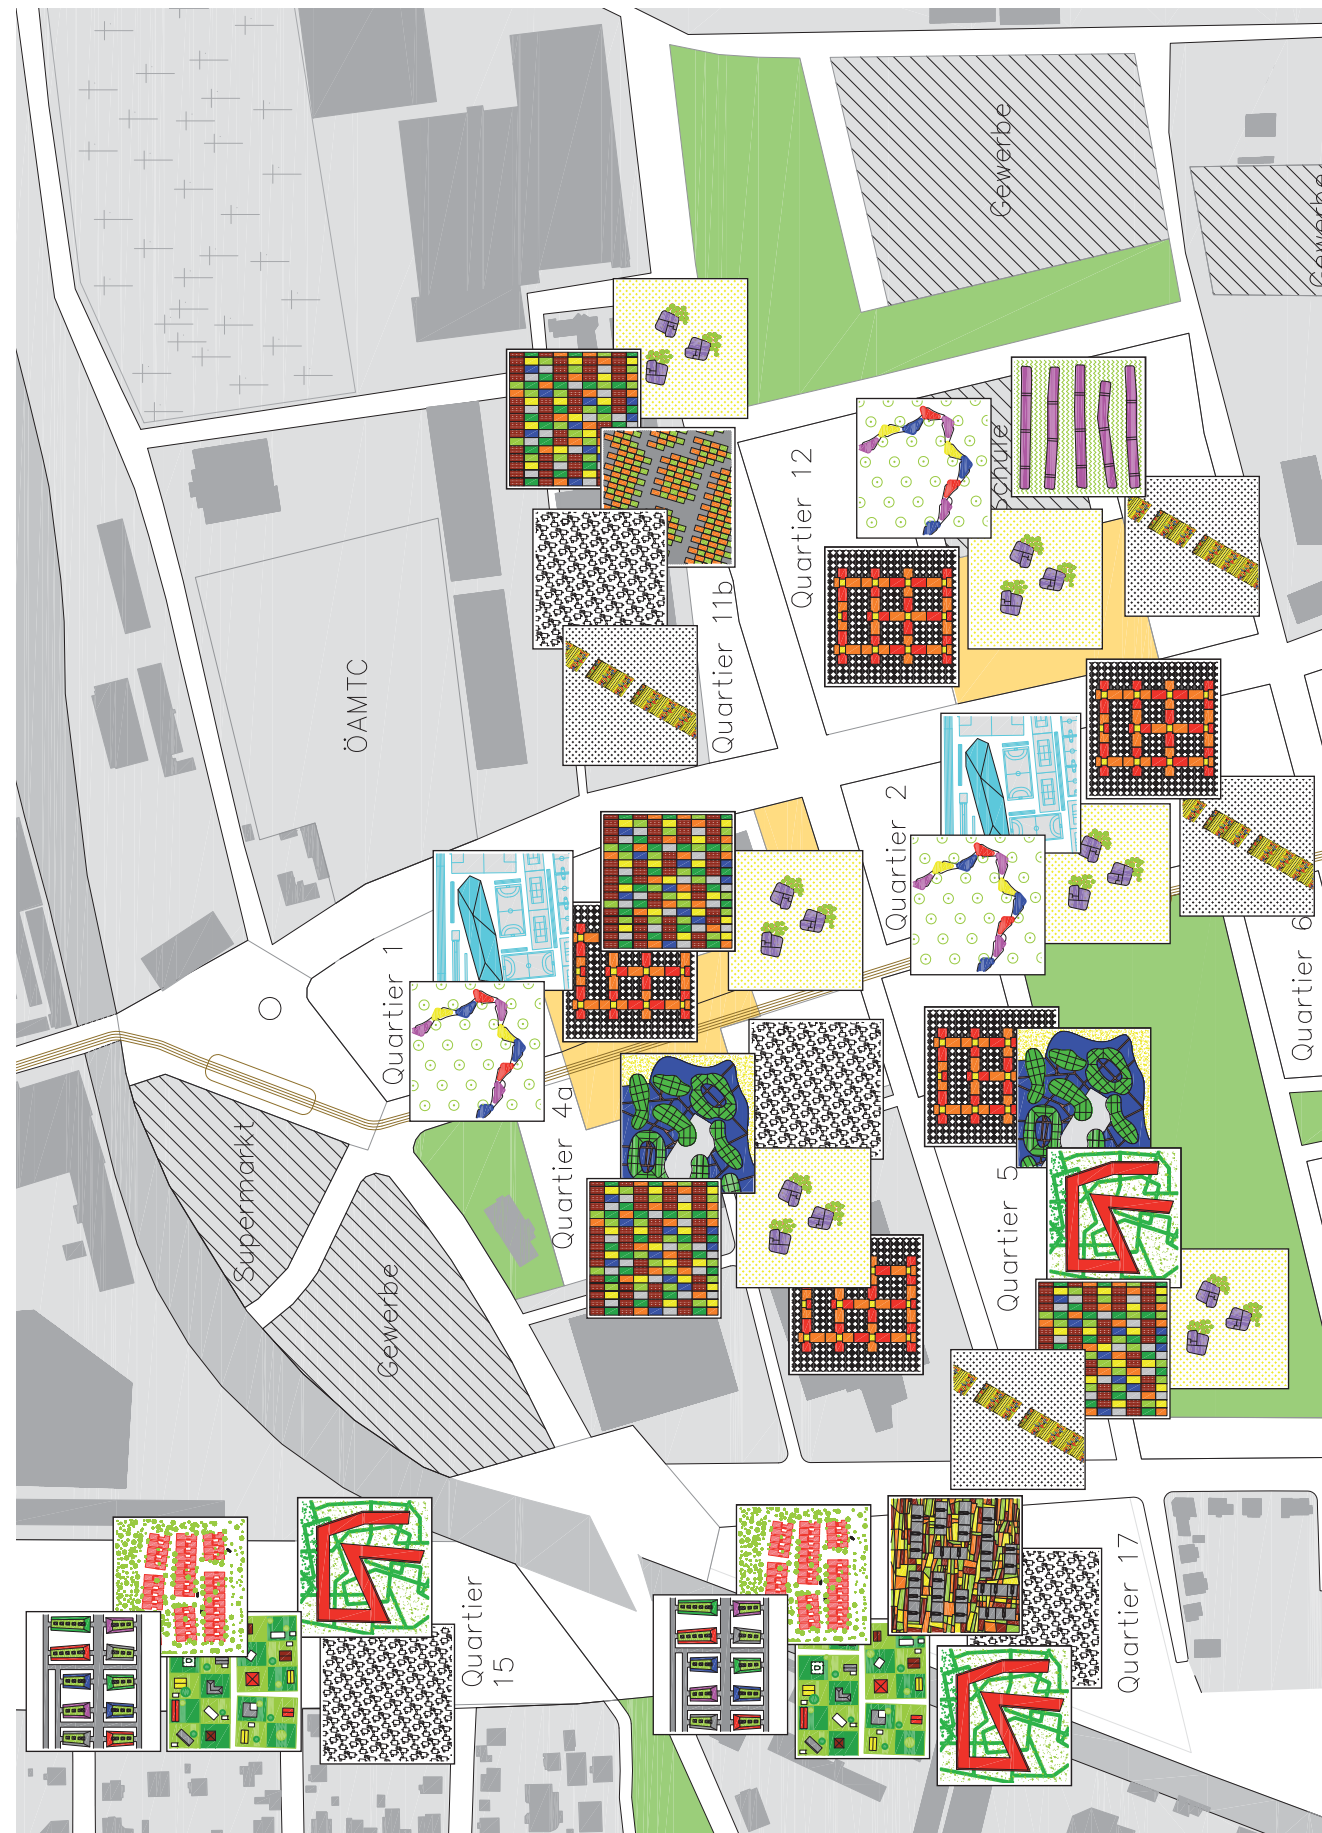 Gewerbe
Gewerbe
Schule
Quartier 12
Quartier 11b
ÖAMTC
Quartier 2
Quartier 1
Quartier 6
Quartier 4a
Supermarkt
Quartier 5
Gewerbe
Quartier 17
Quartier
15